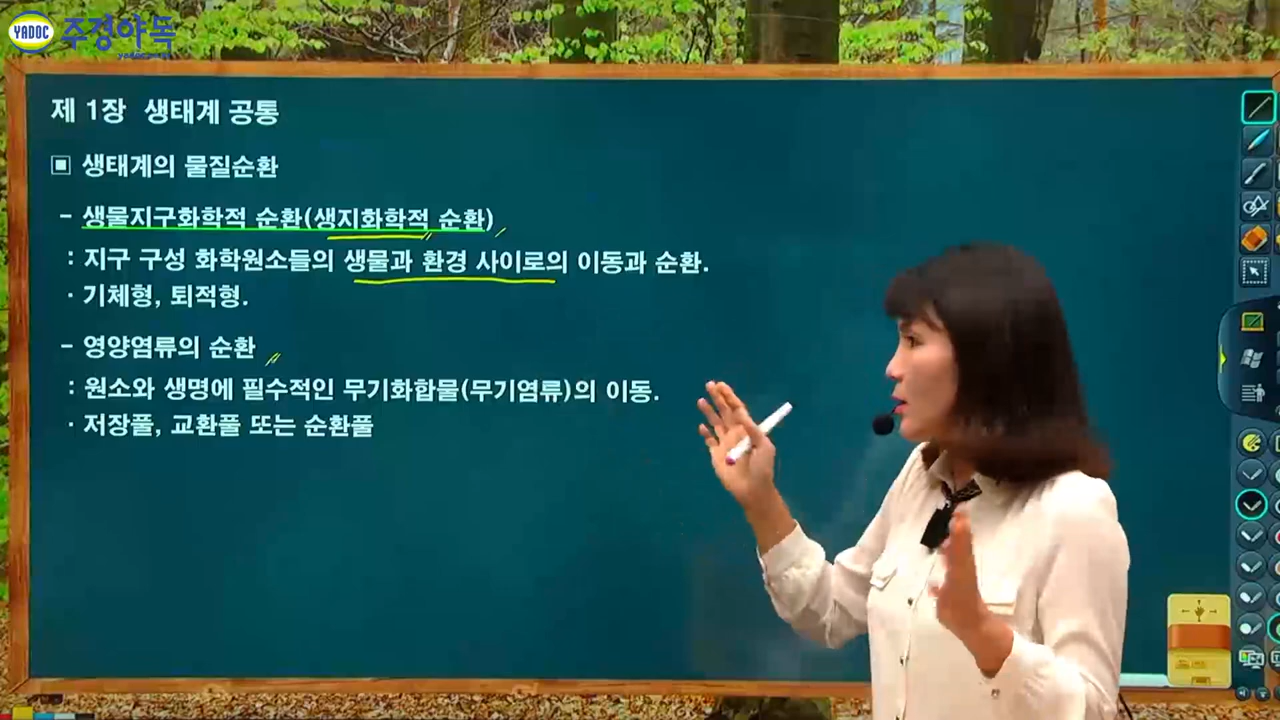 YADOC 주경야독
제 1장 생태계 공통
▣ 생태계의 물질순환
- 생물지구화학적 순환(생지화학적 순환)
: 지구 구성 화학원소들의 생물과 환경 사이로의 이동과 순환.
· 기체형, 퇴적형.
- 영양염류의 순환
: 원소와 생명에 필수적인 무기화합물(무기염류)의 이동.
· 저장풀, 교환풀 또는 순환풀